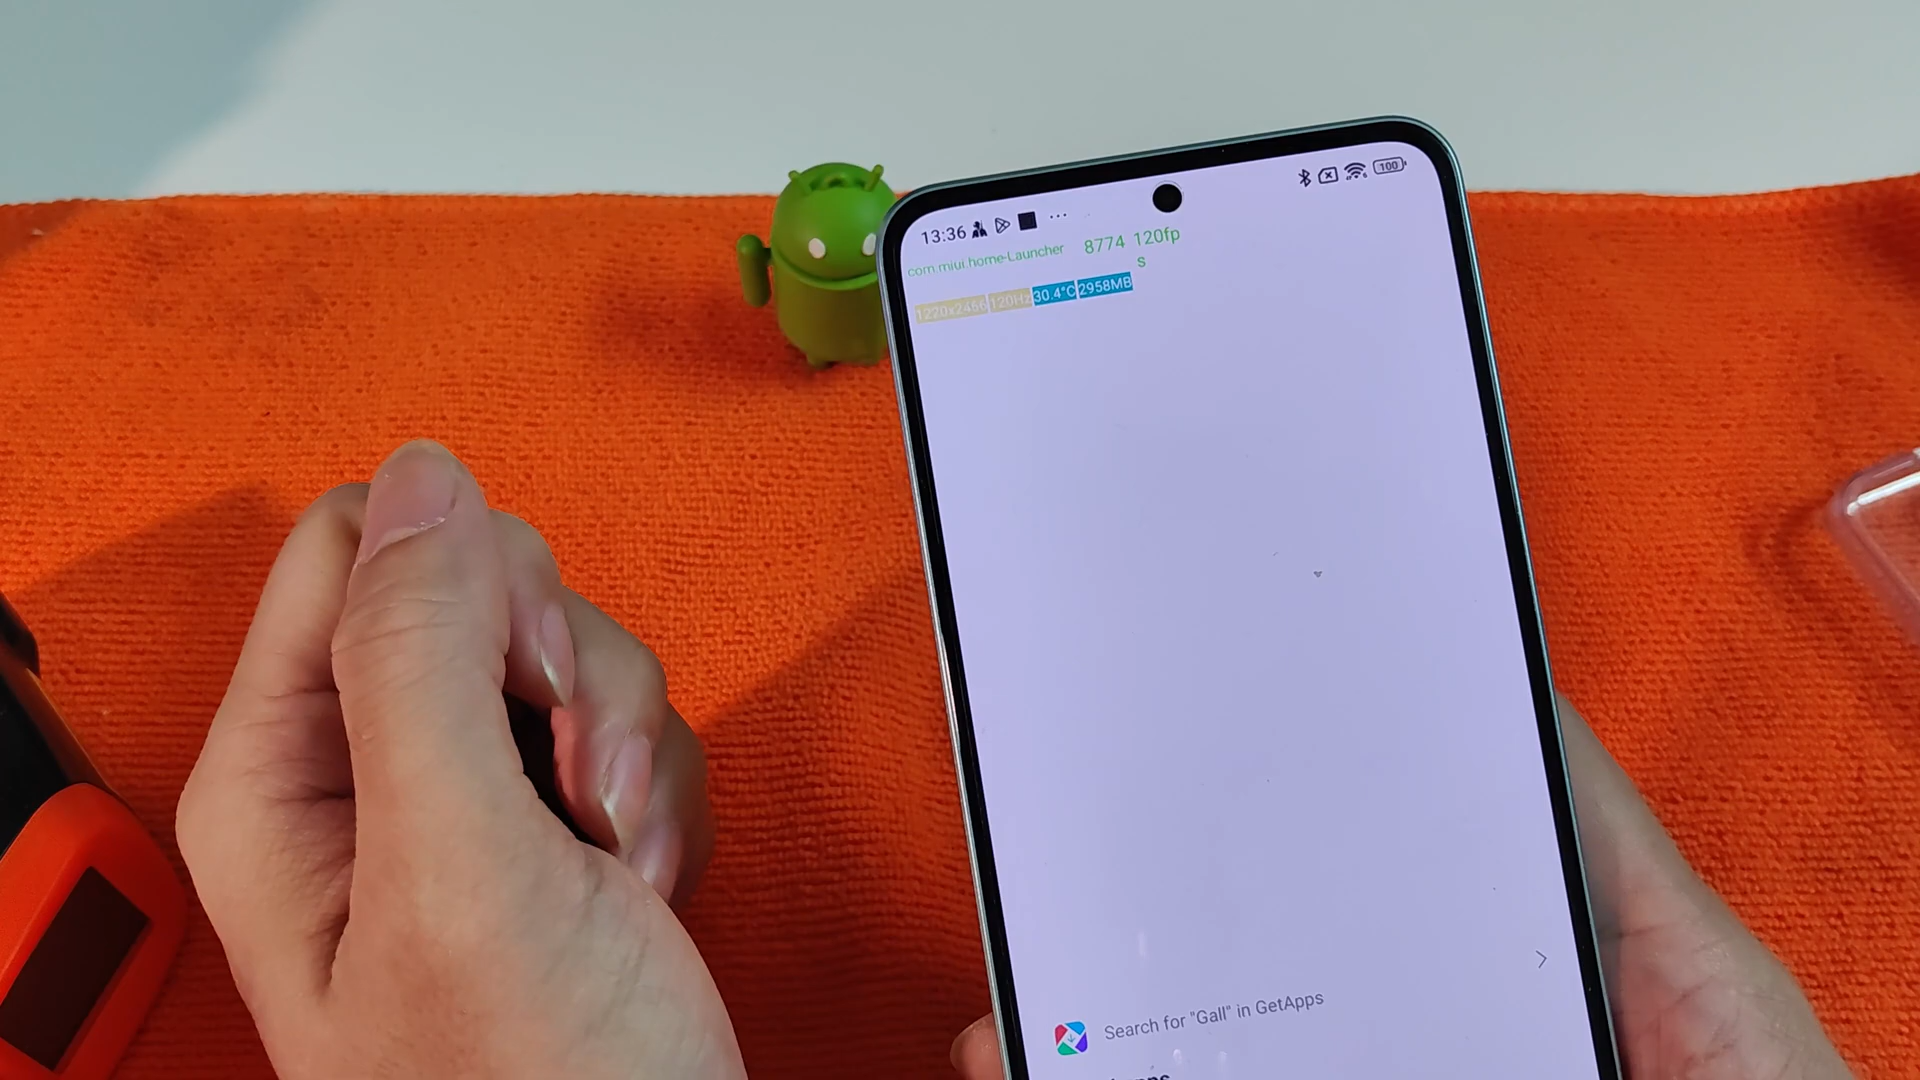 13:36 ... 100
com.miui.home-Launcher 8774 120fp
s
1220x2456 120Hz 30.4°C 2958MB
Search for "Gall" in GetApps